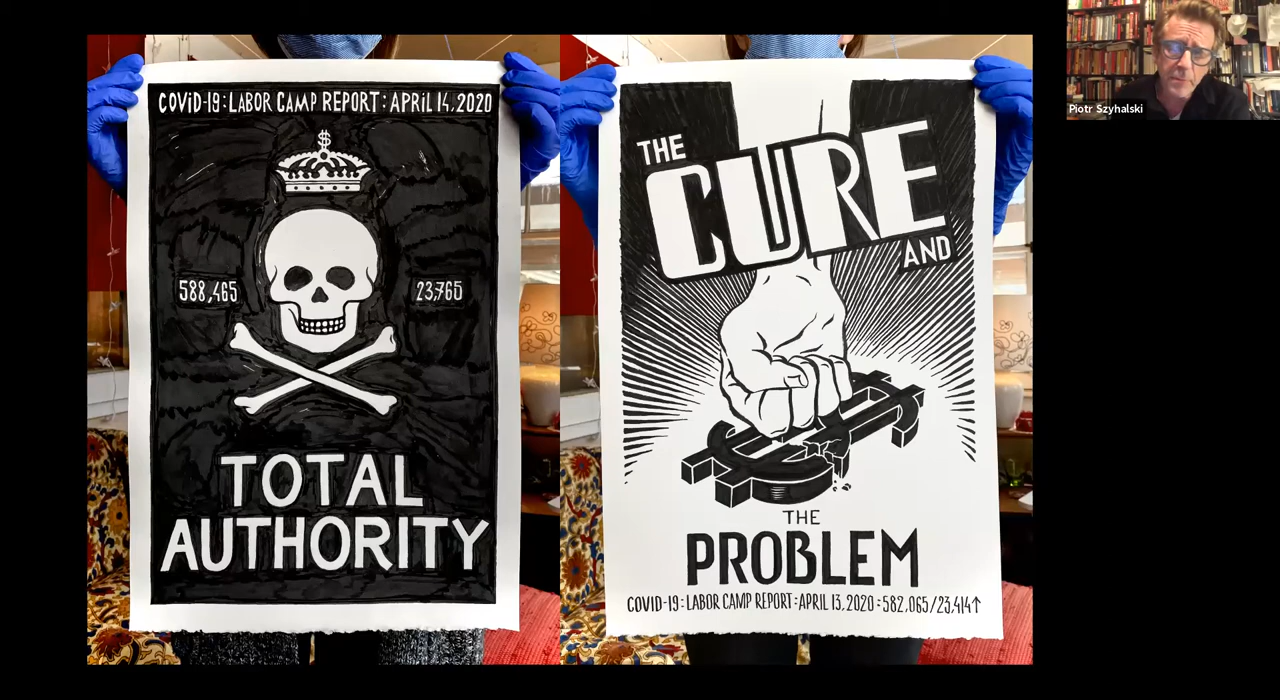 COVID-19: LABOR CAMP REPORT: APRIL 14, 2020
$
588,465
23,765
TOTAL
AUTHORITY
THE
CURE
AND
THE
PROBLEM
COVID-19: LABOR CAMP REPORT: APRIL 13, 2020: 582,065/23,414↑
Piotr Szyhalski